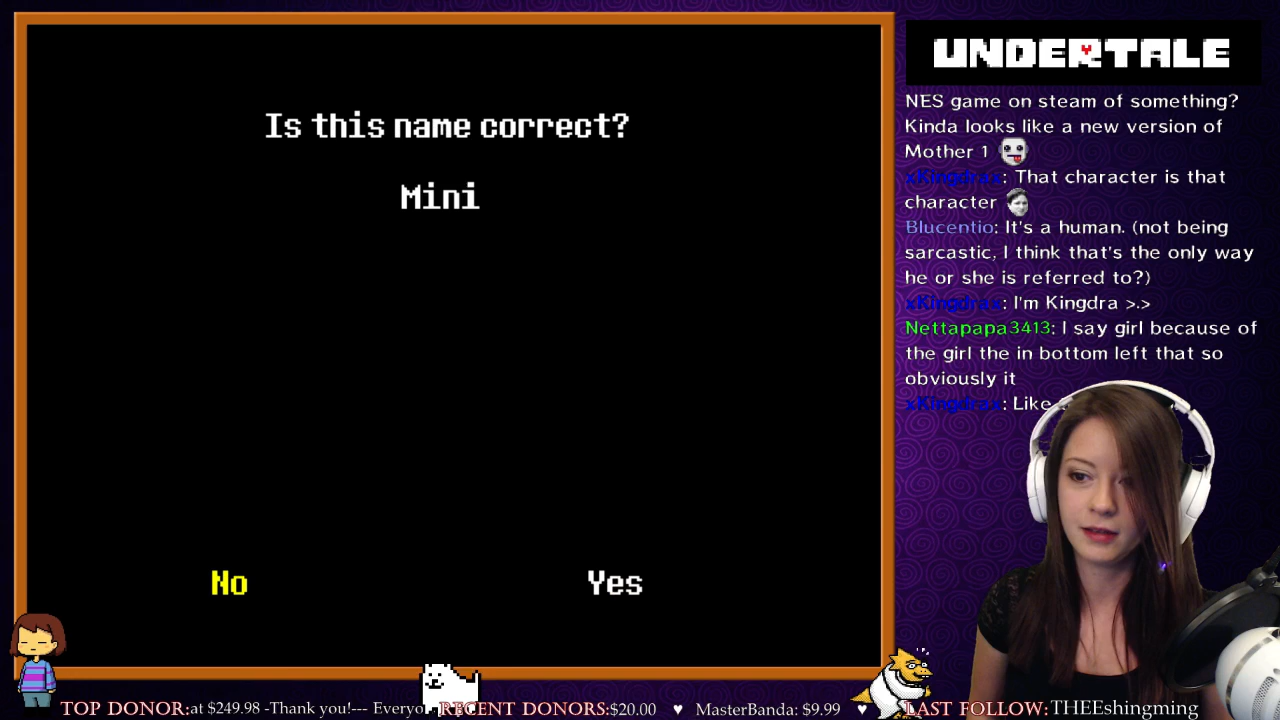 Is this name correct?
Mini
No
Yes
UNDERTALE
NES game on steam of something?
Kinda looks like a new version of
Mother 1
xKingdrax: That character is that
character
Blucentio: It's a human. (not being
sarcastic, I think that's the only way
he or she is referred to?)
xKingdrax: I'm Kingdra >.>
Nettapapa3413: I say girl because of
the girl the in bottom left that so
obviously it
xKingdrax: Like
TOP DONOR: at $249.98 -Thank you!--- Everyo
RECENT DONORS: $20.00 ♥ MasterBanda: $9.99 ♥
LAST FOLLOW: THEEshingming